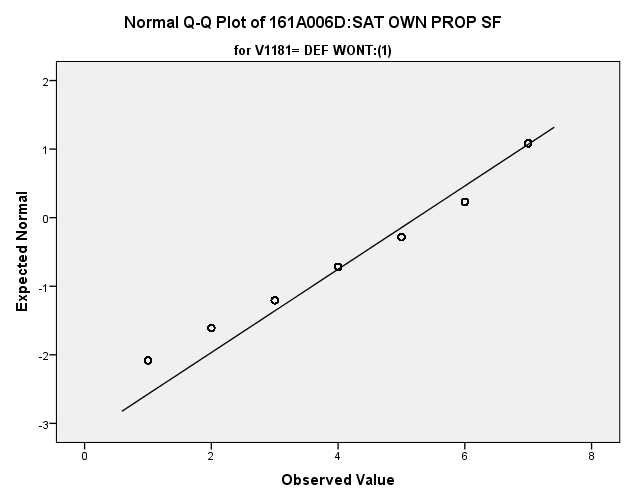 Normal Q-Q Plot of 161A006D:SAT OWN PROP SF
for V1181= DEF WONT:(1)
2
1
0
-1
-2
-3
Expected Normal
0 2 4 6 8
Observed Value